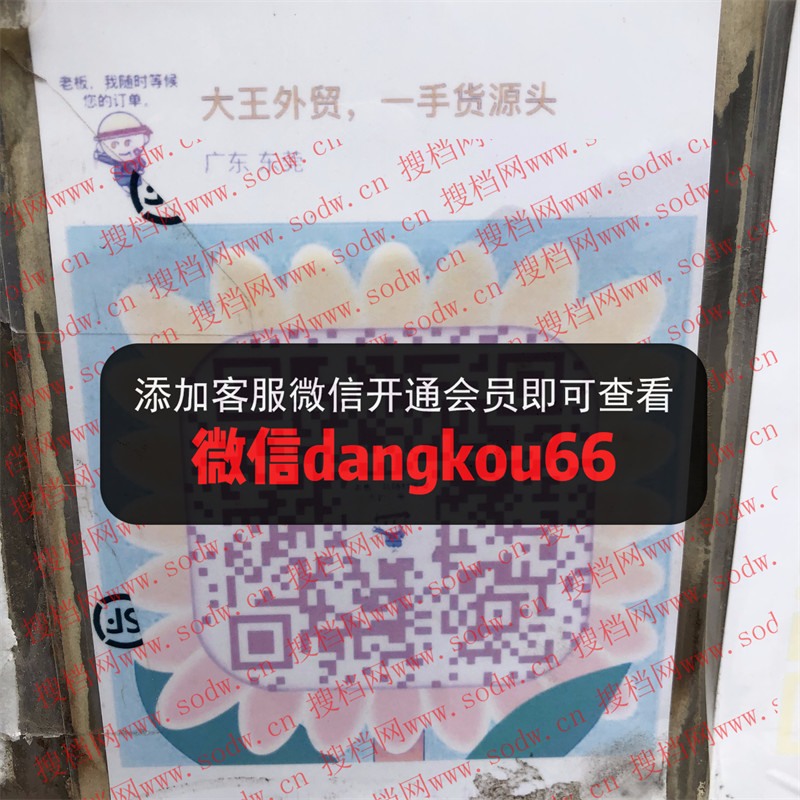 老板，我随时等候
您的订单。
大王外贸，一手货源头
广东 东莞
添加客服微信开通会员即可查看
微信dangkou66
搜档网www.sodw.cn
JS